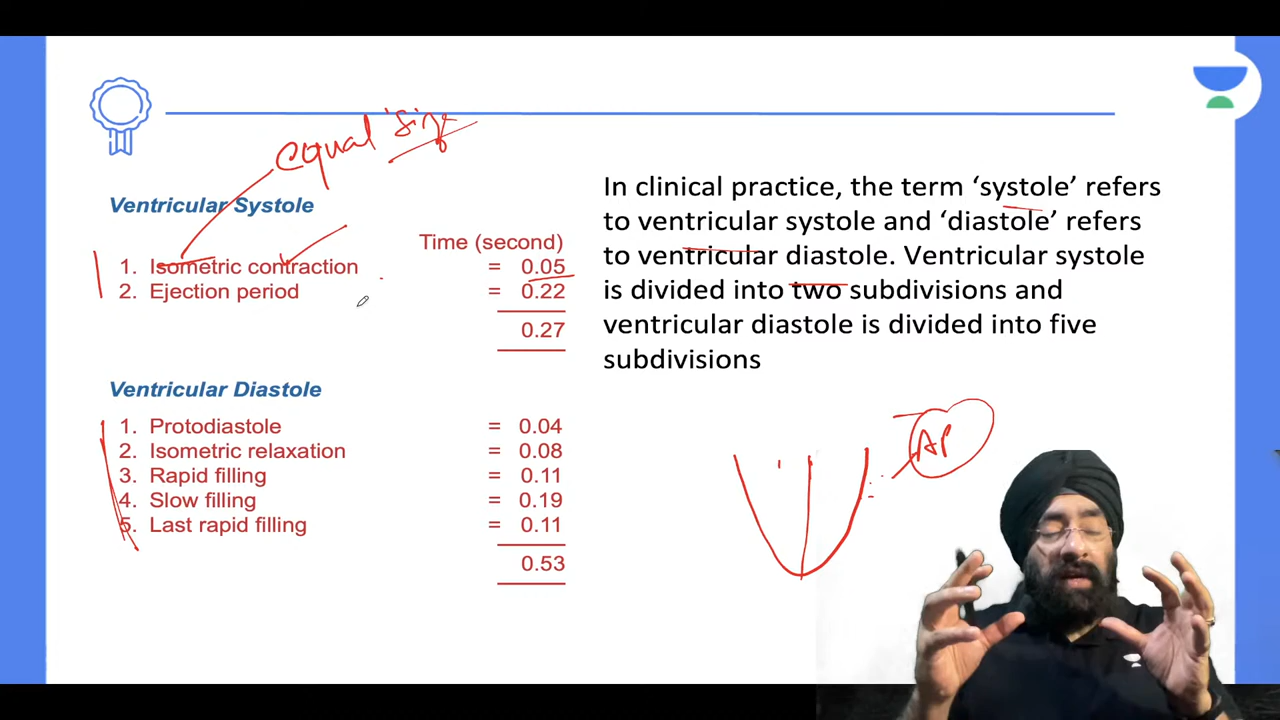 equal size
Ventricular Systole
Time (second)
1. Isometric contraction = 0.05
2. Ejection period = 0.22
0.27
Ventricular Diastole
1. Protodiastole = 0.04
2. Isometric relaxation = 0.08
3. Rapid filling = 0.11
4. Slow filling = 0.19
5. Last rapid filling = 0.11
0.53
In clinical practice, the term ‘systole’ refers
to ventricular systole and ‘diastole’ refers
to ventricular diastole. Ventricular systole
is divided into two subdivisions and
ventricular diastole is divided into five
subdivisions
AP